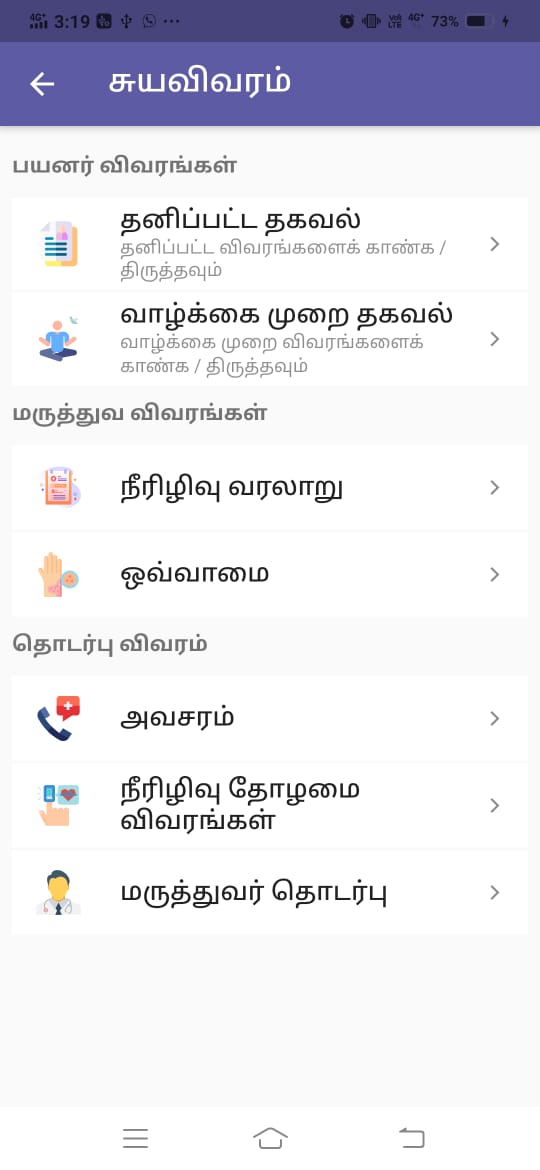 4G+ 3:19
VoI) LTE 4G+ 73%
சுயவிவரம்
பயனர் விவரங்கள்
தனிப்பட்ட தகவல்
தனிப்பட்ட விவரங்களைக் காண்க /
திருத்தவும்
வாழ்க்கை முறை தகவல்
வாழ்க்கை முறை விவரங்களைக்
காண்க / திருத்தவும்
மருத்துவ விவரங்கள்
நீரிழிவு வரலாறு
ஒவ்வாமை
தொடர்பு விவரம்
அவசரம்
நீரிழிவு தோழமை
விவரங்கள்
மருத்துவர் தொடர்பு